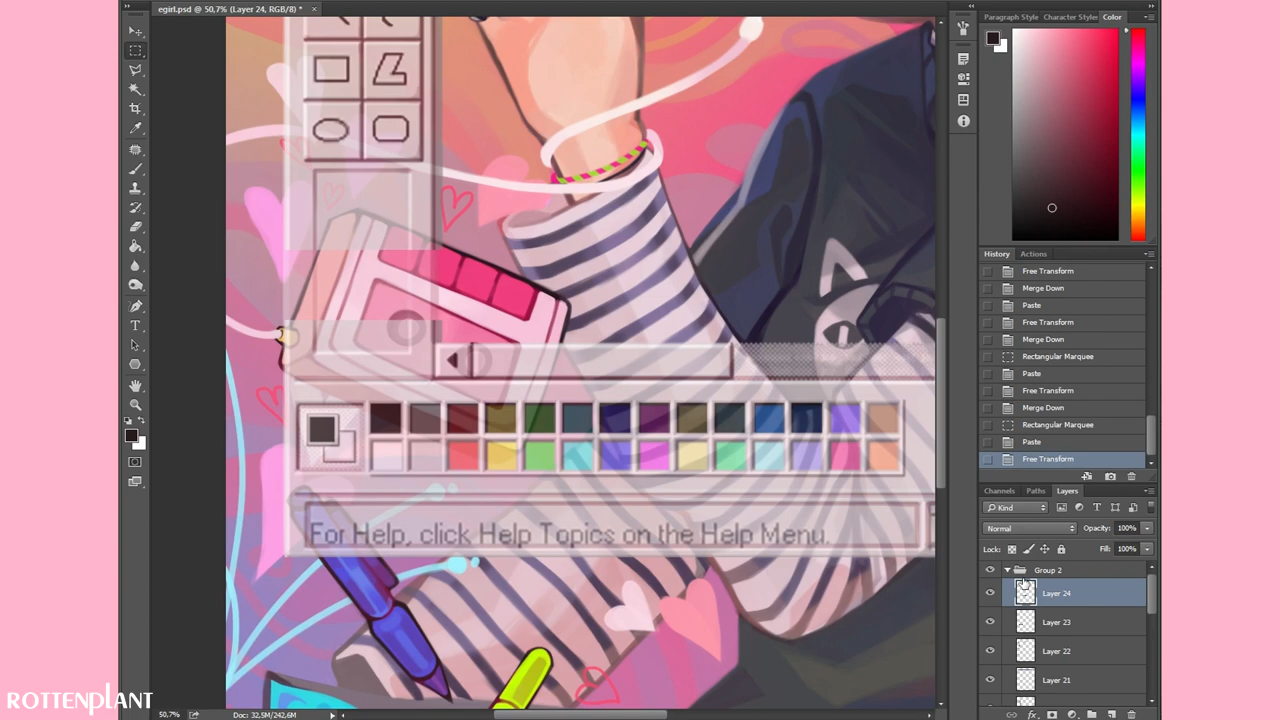 egirl.psd @ 50,7% (Layer 24, RGB/8) * ×
Paragraph Style Character Styles Color
History Actions
Free Transform
Merge Down
Paste
Free Transform
Merge Down
Rectangular Marquee
Paste
Free Transform
Merge Down
Rectangular Marquee
Paste
Free Transform
Channels Paths Layers
Kind
Normal Opacity: 100%
Lock: Fill: 100%
Group 2
Layer 24
Layer 23
Layer 22
Layer 21
For Help, click Help Topics on the Help Menu.
50,7% Doc: 32,5M/242,6M
ROTTENPLANT